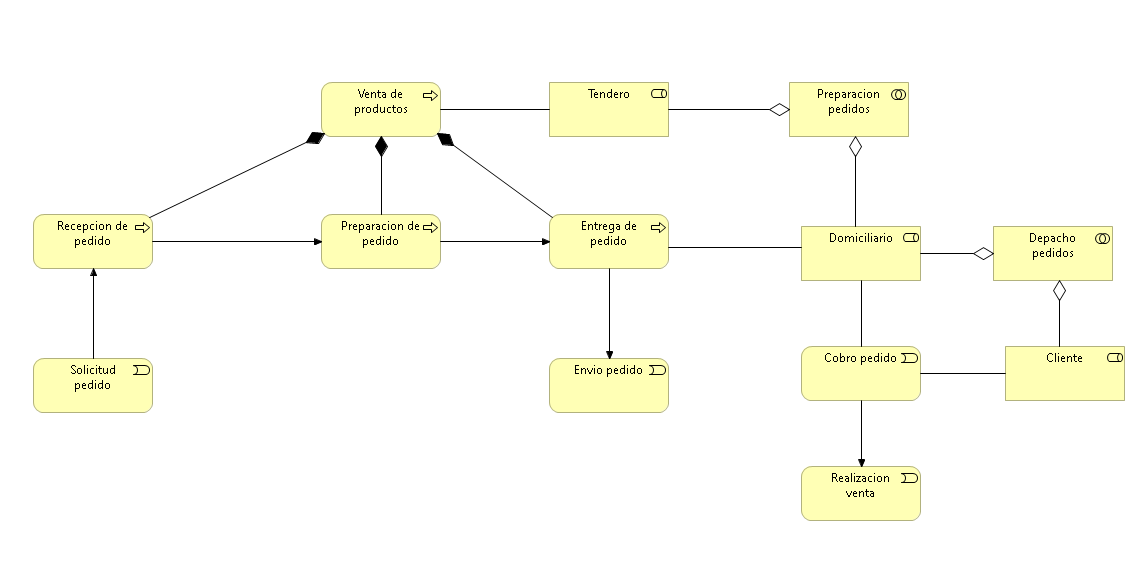 Venta de
productos
Tendero
Preparacion
pedidos
Recepcion de
pedido
Preparacion de
pedido
Entrega de
pedido
Domiciliario
Depacho
pedidos
Solicitud
pedido
Envio pedido
Cobro pedido
Cliente
Realizacion
venta